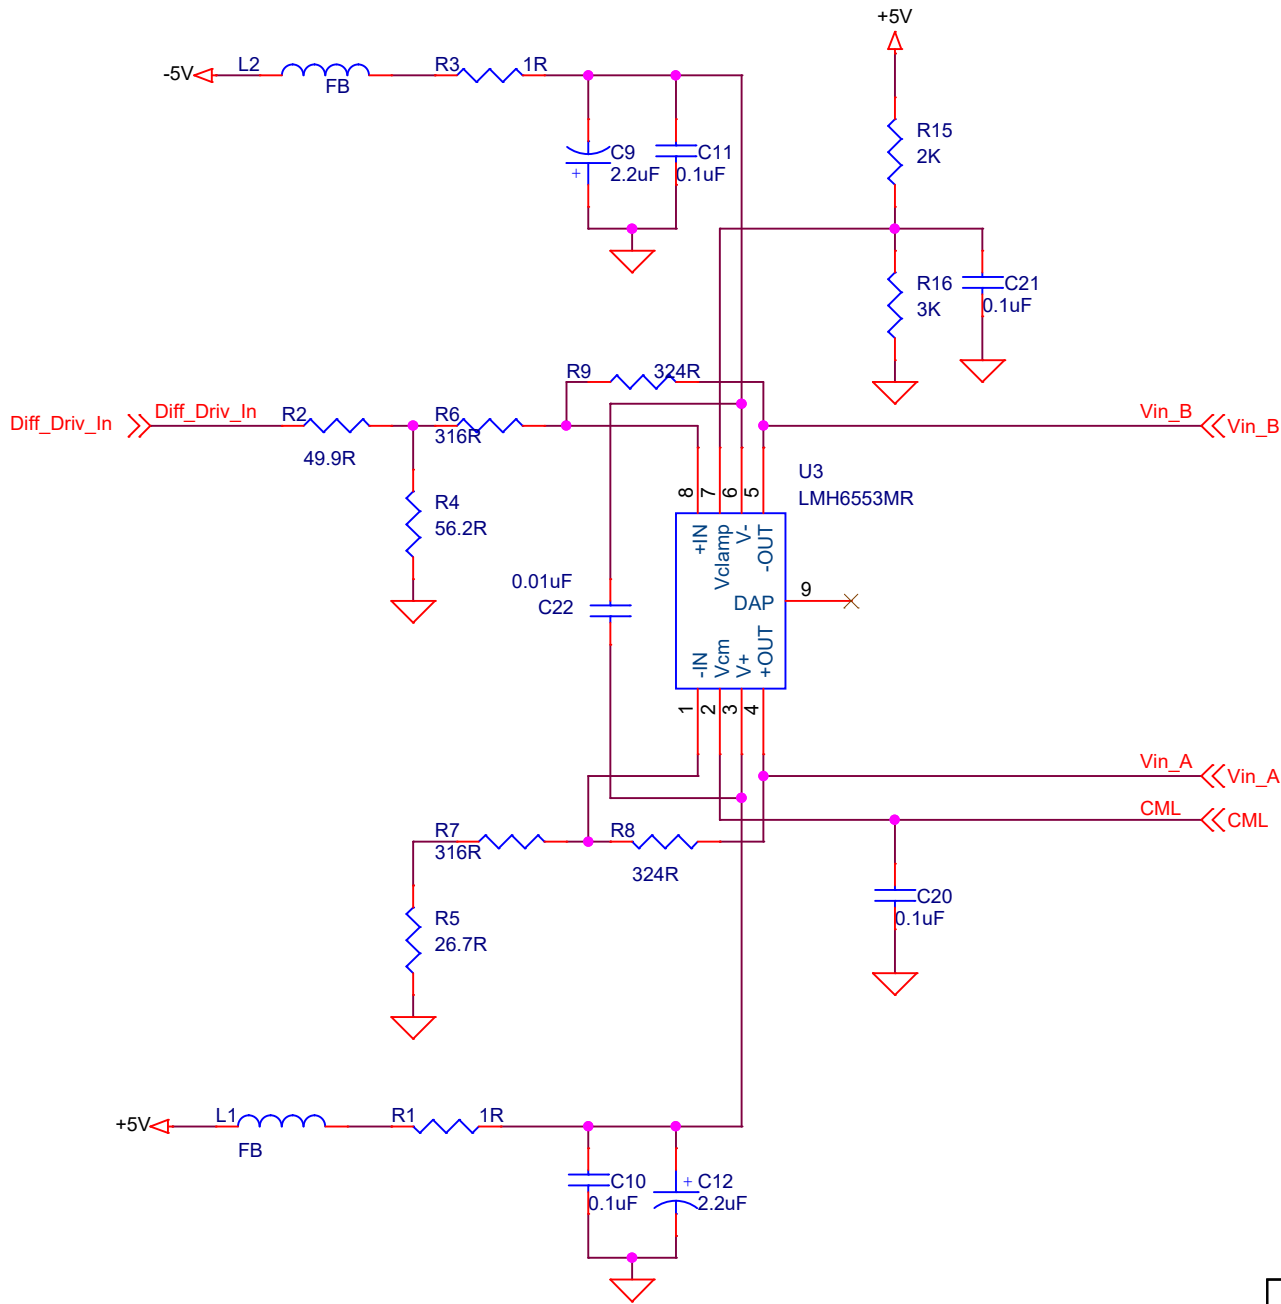 +5V
-5V
L2
FB
R3
1R
C9
2.2uF
+
C11
0.1uF
R15
2K
R16
3K
C21
0.1uF
R9
324R
Diff_Driv_In
Diff_Driv_In
R2
49.9R
R6
316R
Vin_B
Vin_B
R4
56.2R
U3
LMH6553MR
8
7
6
5
+IN
Vclamp
V-
-OUT
DAP
9
0.01uF
C22
-IN
Vcm
V+
+OUT
1
2
3
4
Vin_A
Vin_A
CML
CML
R7
316R
R8
324R
R5
26.7R
C20
0.1uF
+5V
L1
FB
R1
1R
C10
0.1uF
+
C12
2.2uF